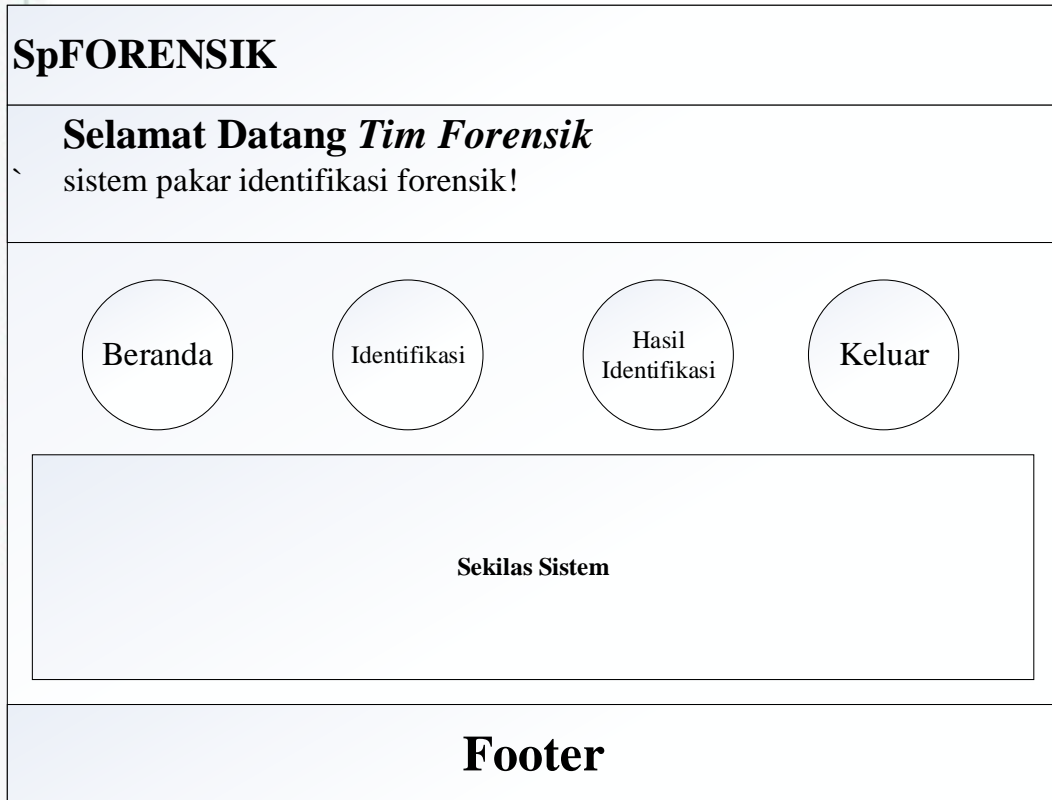 SpFORENSIK
Selamat Datang Tim Forensik
` sistem pakar identifikasi forensik!
Beranda
Identifikasi
Hasil
Identifikasi
Keluar
Sekilas Sistem
Footer